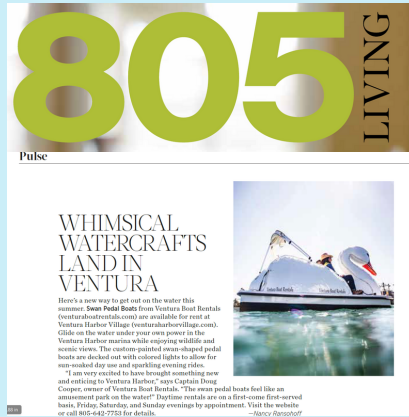 805
LIVING
Pulse
WHIMSICAL
WATERCRAFTS
LAND IN
VENTURA
Here's a new way to get out on the water this
summer. Swan Pedal Boats from Ventura Boat Rentals
(venturaboatrentals.com) are available for rent at
Ventura Harbor Village (venturaharborvillage.com).
Glide on the water under your own power in the
Ventura Harbor marina while enjoying wildlife and
scenic views. The custom-painted swan-shaped pedal
boats are decked out with colored lights to allow for
sun-soaked day use and sparkling evening rides.
"I am very excited to have brought something new
and enticing to Ventura Harbor," says Captain Doug
Cooper, owner of Ventura Boat Rentals. "The swan pedal boats feel like an
amusement park on the water!" Daytime rentals are on a first-come first-served
basis, Friday, Saturday, and Sunday evenings by appointment. Visit the website
or call 805-642-7753 for details.
—Nancy Ransohoff
Ventura Boat Rentals